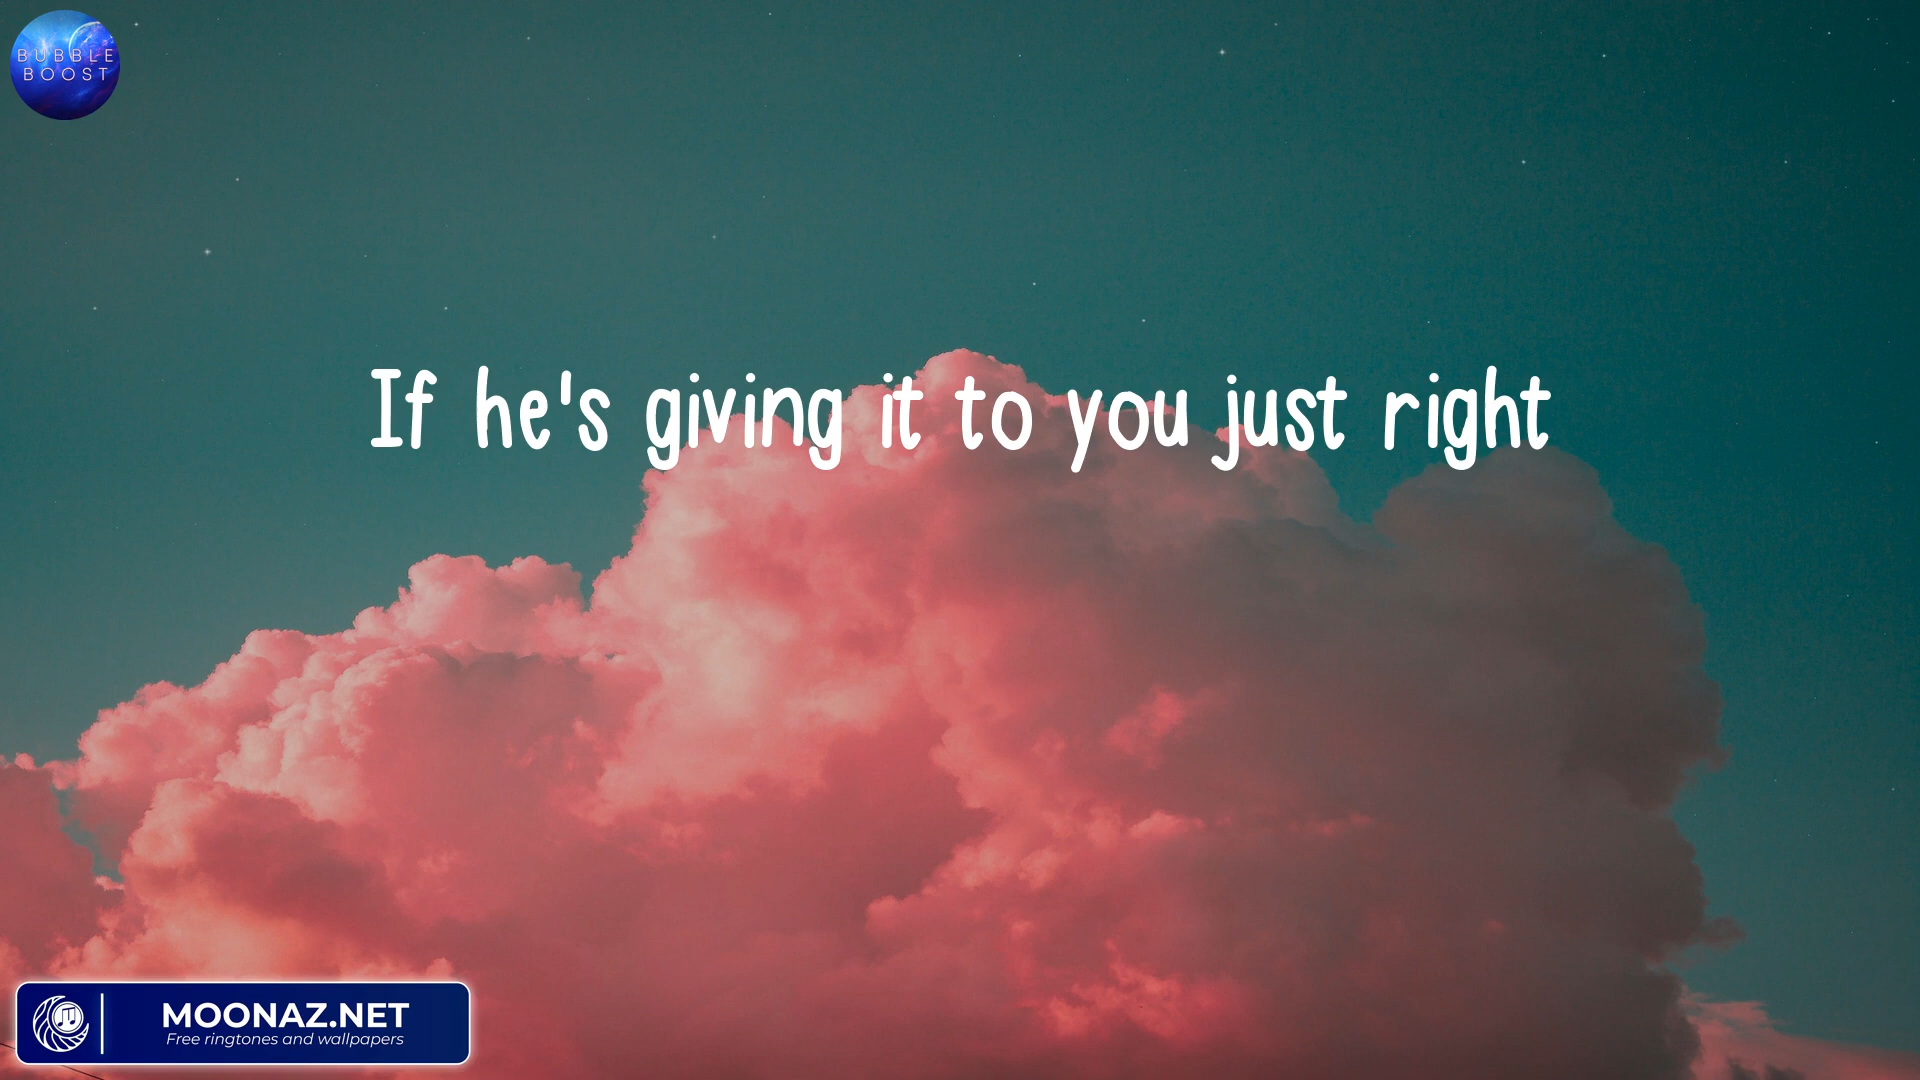 BUBBLE
BOOST
If he's giving it to you just right
MOONAZ.NET
Free ringtones and wallpapers